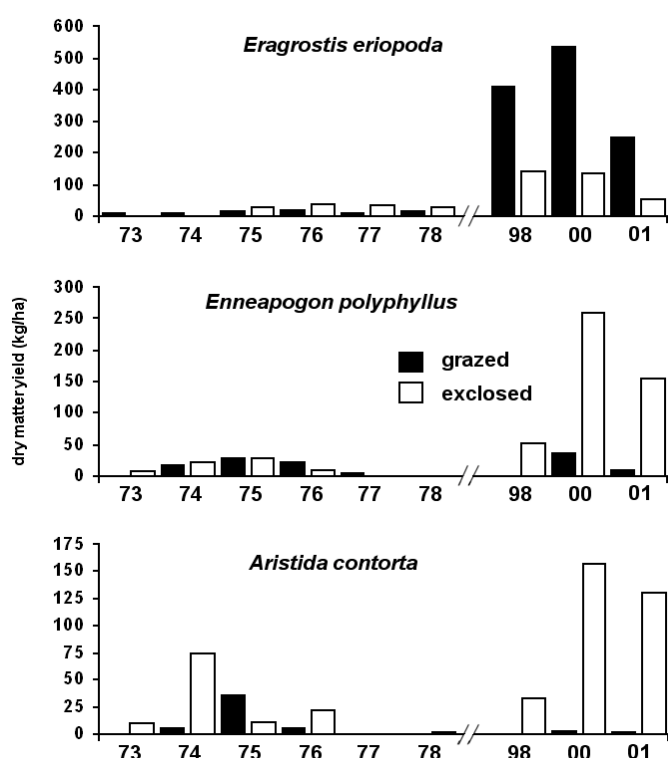 Eragrostis eriopoda
600
500
400
300
200
100
0
73 74 75 76 77 78 // 98 00 01
dry matter yield (kg/ha)
Enneapogon polyphyllus
grazed
exclosed
300
250
200
150
100
50
0
73 74 75 76 77 78 // 98 00 01
Aristida contorta
175
150
125
100
75
50
25
0
73 74 75 76 77 78 // 98 00 01